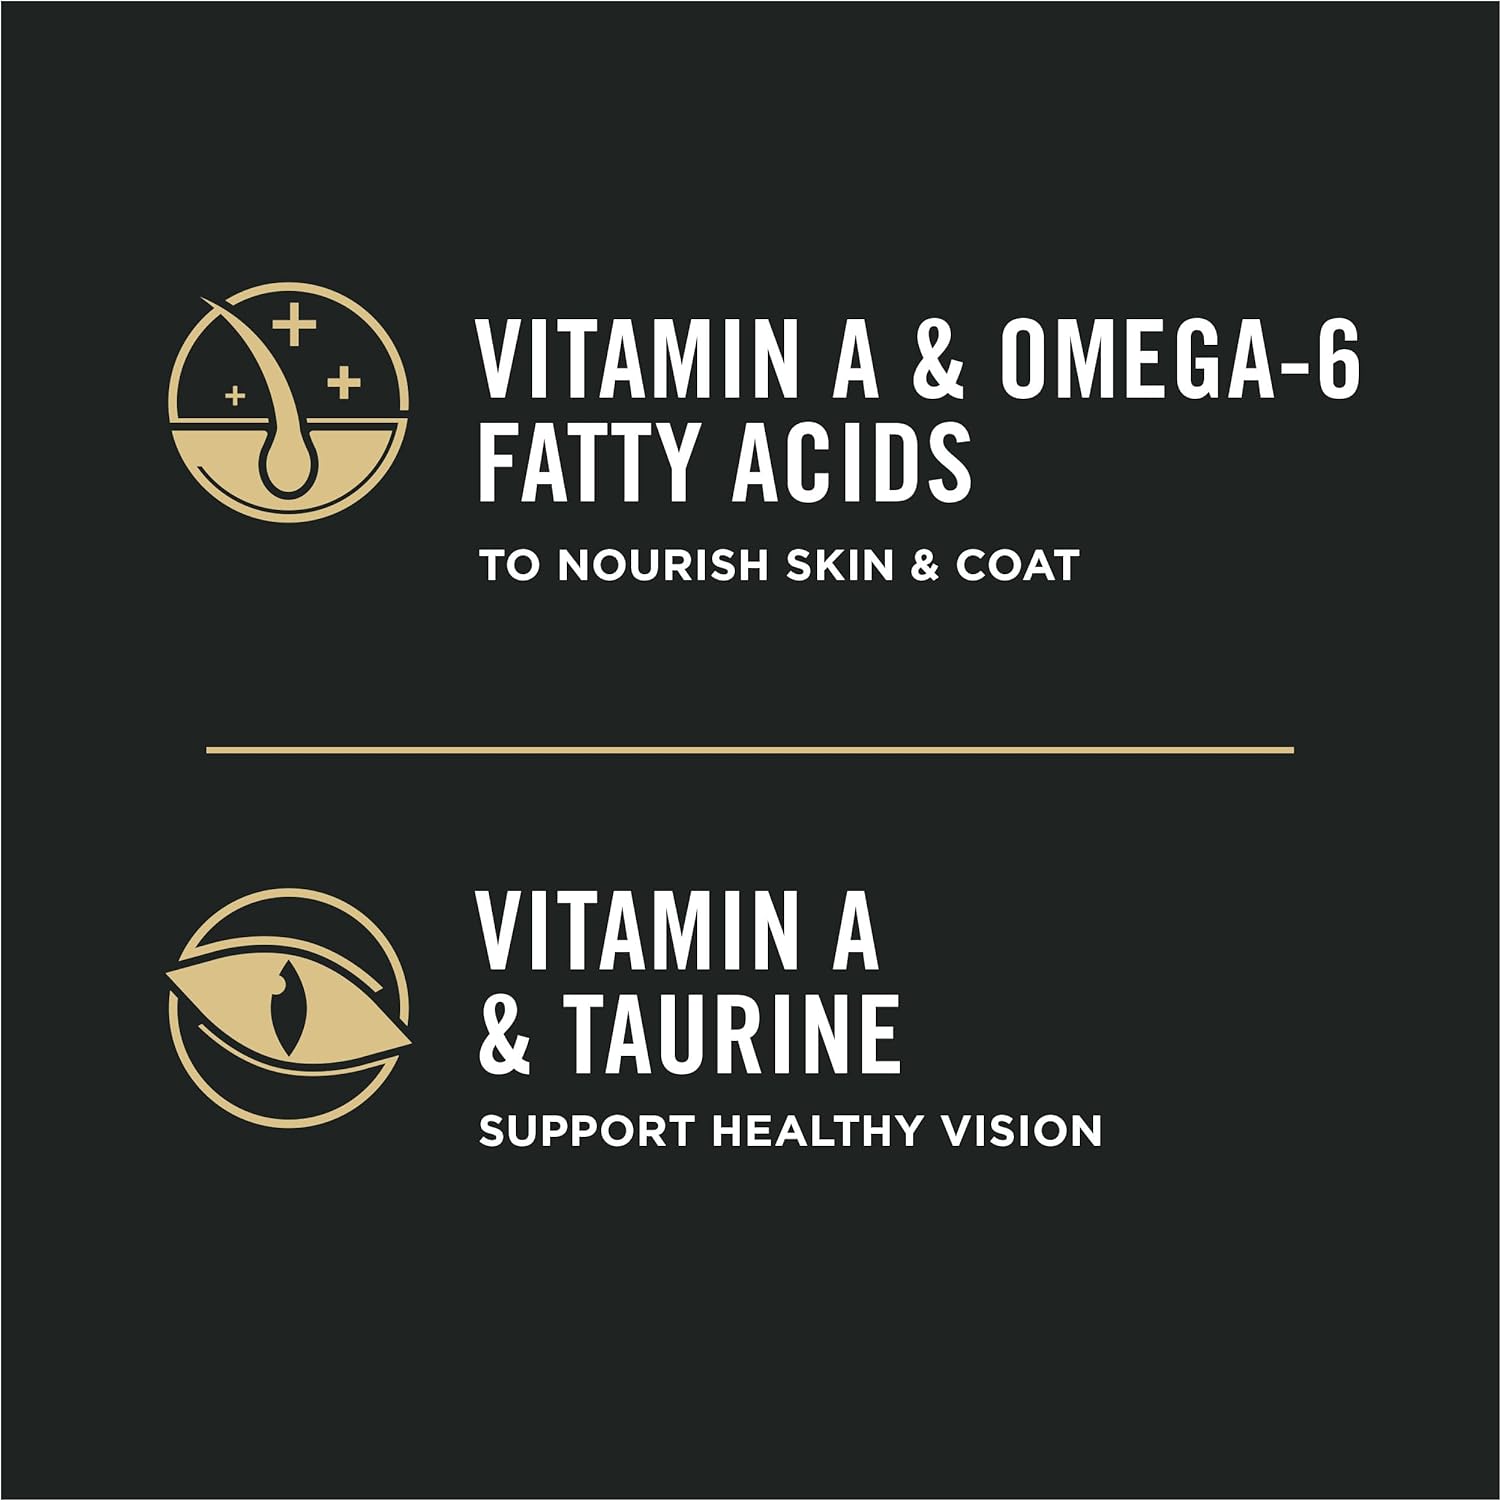 VITAMIN A & OMEGA-6
FATTY ACIDS
TO NOURISH SKIN & COAT
VITAMIN A
& TAURINE
SUPPORT HEALTHY VISION